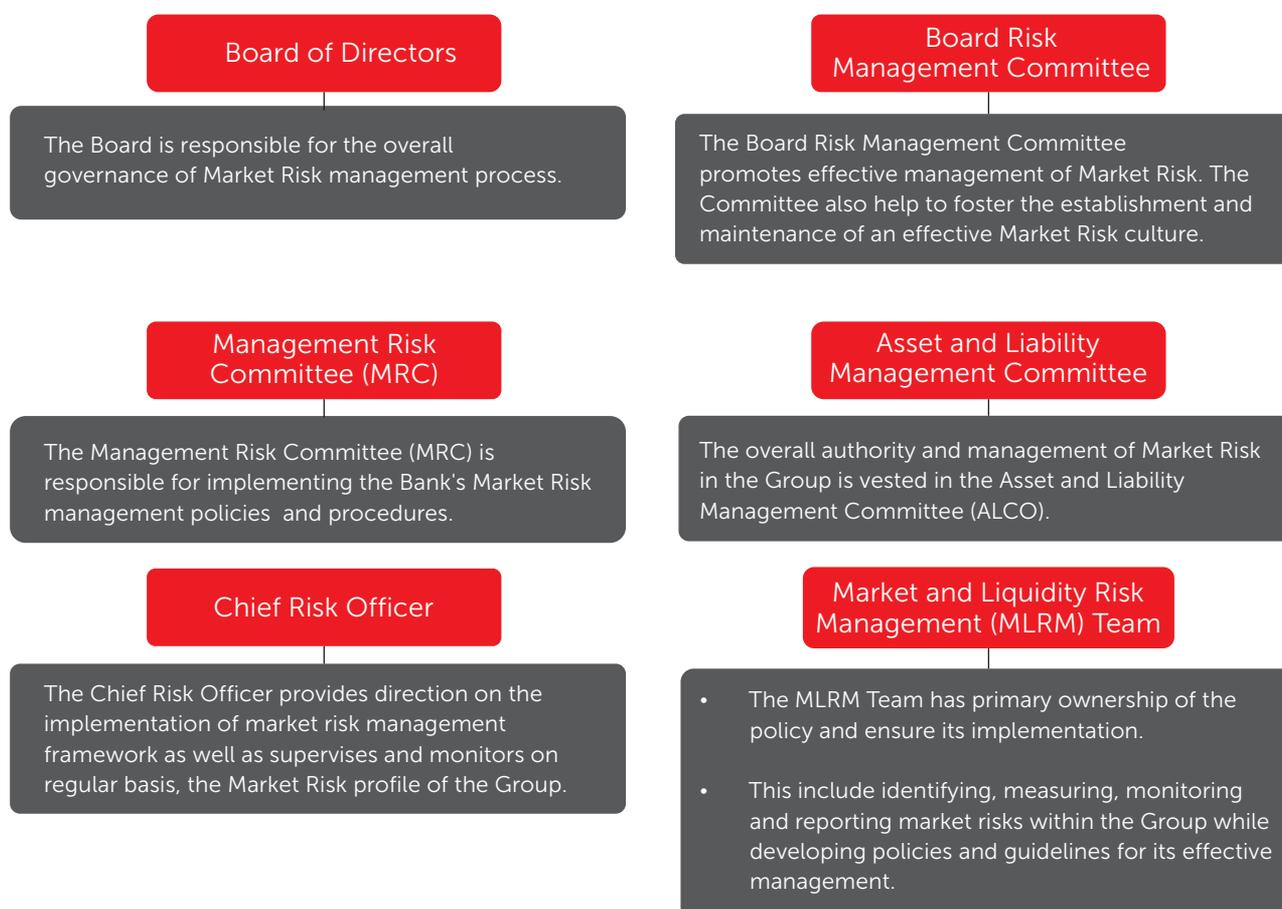 Board of Directors
The Board is responsible for the overall
governance of Market Risk management process.
Board Risk
Management Committee
The Board Risk Management Committee
promotes effective management of Market Risk. The
Committee also help to foster the establishment and
maintenance of an effective Market Risk culture.
Management Risk
Committee (MRC)
The Management Risk Committee (MRC) is
responsible for implementing the Bank's Market Risk
management policies  and procedures.
Asset and Liability
Management Committee
The overall authority and management of Market Risk
in the Group is vested in the Asset and Liability
Management Committee (ALCO).
Chief Risk Officer
The Chief Risk Officer provides direction on the
implementation of market risk management
framework as well as supervises and monitors on
regular basis, the Market Risk profile of the Group.
Market and Liquidity Risk
Management (MLRM) Team
• The MLRM Team has primary ownership of the
policy and ensure its implementation.
• This include identifying, measuring, monitoring
and reporting market risks within the Group while
developing policies and guidelines for its effective
management.